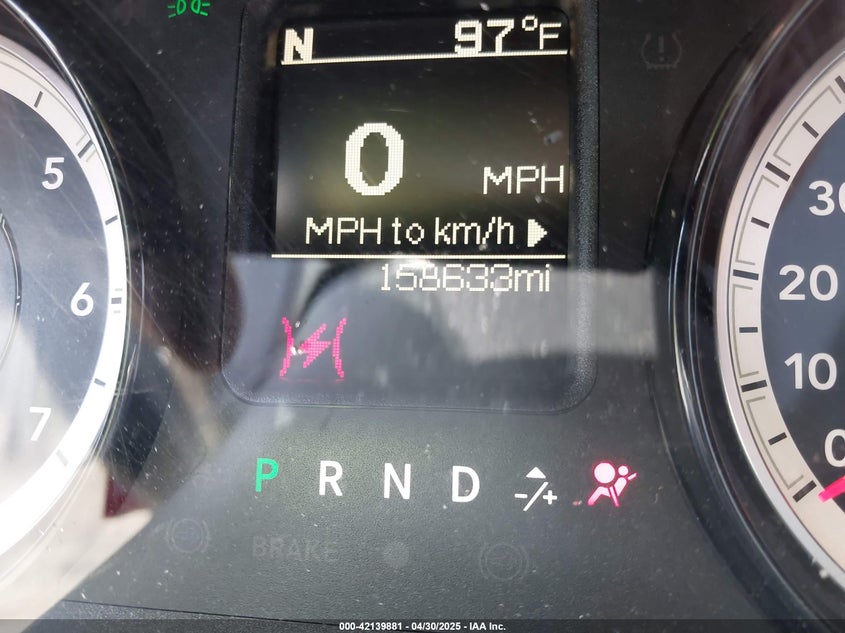 N 97°F
5
0 MPH
30
MPH to km/h
20
158633mi
6
10
7
0
P R N D -/+
BRAKE
000-42139881 - 04/30/2025 - IAA Inc.